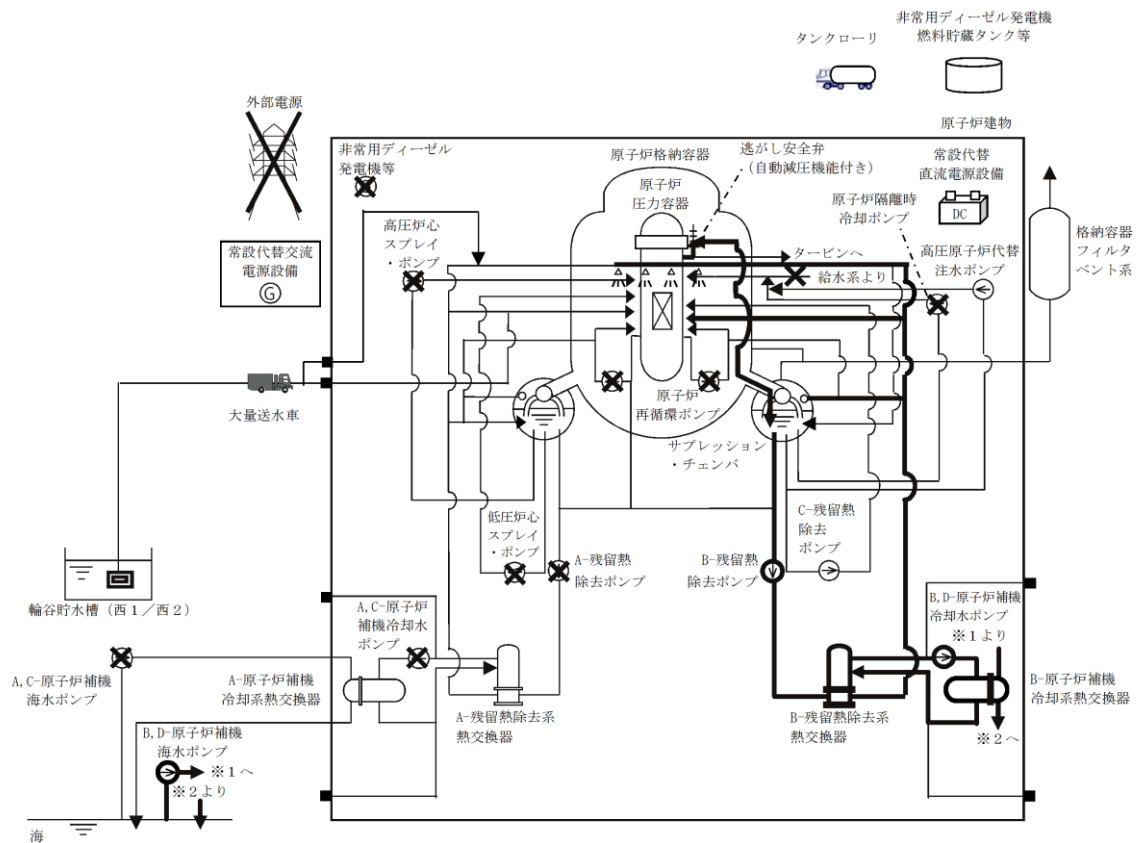 非常用ディーゼル発電機
燃料貯蔵タンク等
タンクローリ
外部電源
原子炉建物
非常用ディーゼル
発電機等
原子炉格納容器
逃がし安全弁
(自動減圧機能付き)
常設代替
直流電源設備
DC
原子炉
圧力容器
原子炉隔離時
冷却ポンプ
高圧炉心
スプレイ
・ポンプ
タービンへ
給水系より
高圧原子炉代替
注水ポンプ
格納容器
フィルタ
ベント系
常設代替交流
電源設備
G
大量送水車
原子炉
再循環ポンプ
サプレッション
・チェンバ
低圧炉心
スプレイ
・ポンプ
A-残留熱
除去ポンプ
B-残留熱
除去ポンプ
C-残留熱
除去
ポンプ
輪谷貯水槽(西1/西2)
A,C-原子炉
補機冷却水
ポンプ
B,D-原子炉補機
冷却水ポンプ
※1より
A,C-原子炉補機
海水ポンプ
A-原子炉補機
冷却系熱交換器
A-残留熱除去系
熱交換器
B-残留熱除去系
熱交換器
B-原子炉補機
冷却系熱交換器
※2へ
B,D-原子炉補機
海水ポンプ
※1へ
※2より
海